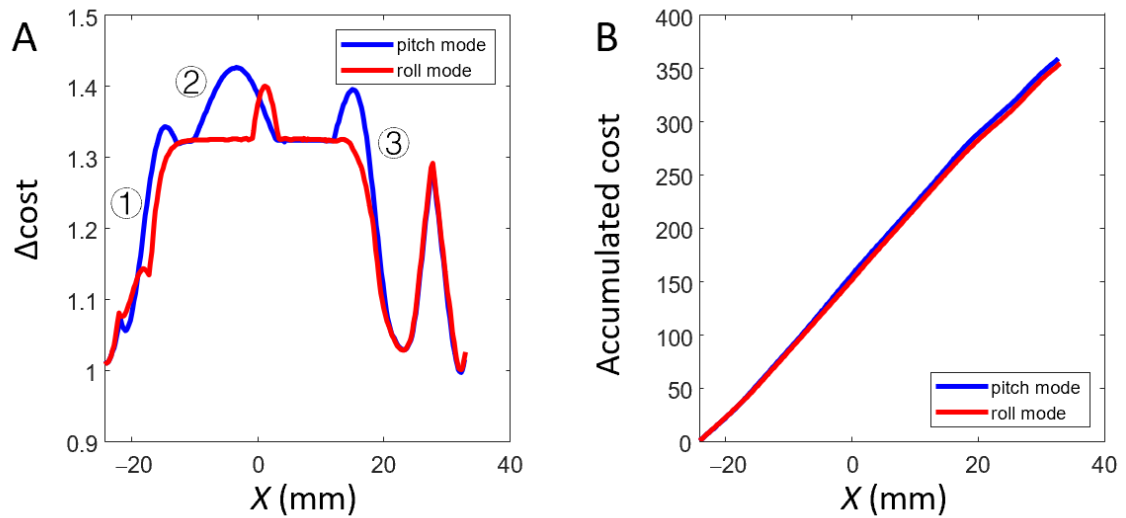 A
1.5
1.4
1.3
1.2
1.1
1
0.9
Δcost
pitch mode
roll mode
①
②
③
−20
0
20
40
X (mm)
B
400
350
300
250
200
150
100
50
0
Accumulated cost
pitch mode
roll mode
−20
0
20
40
X (mm)